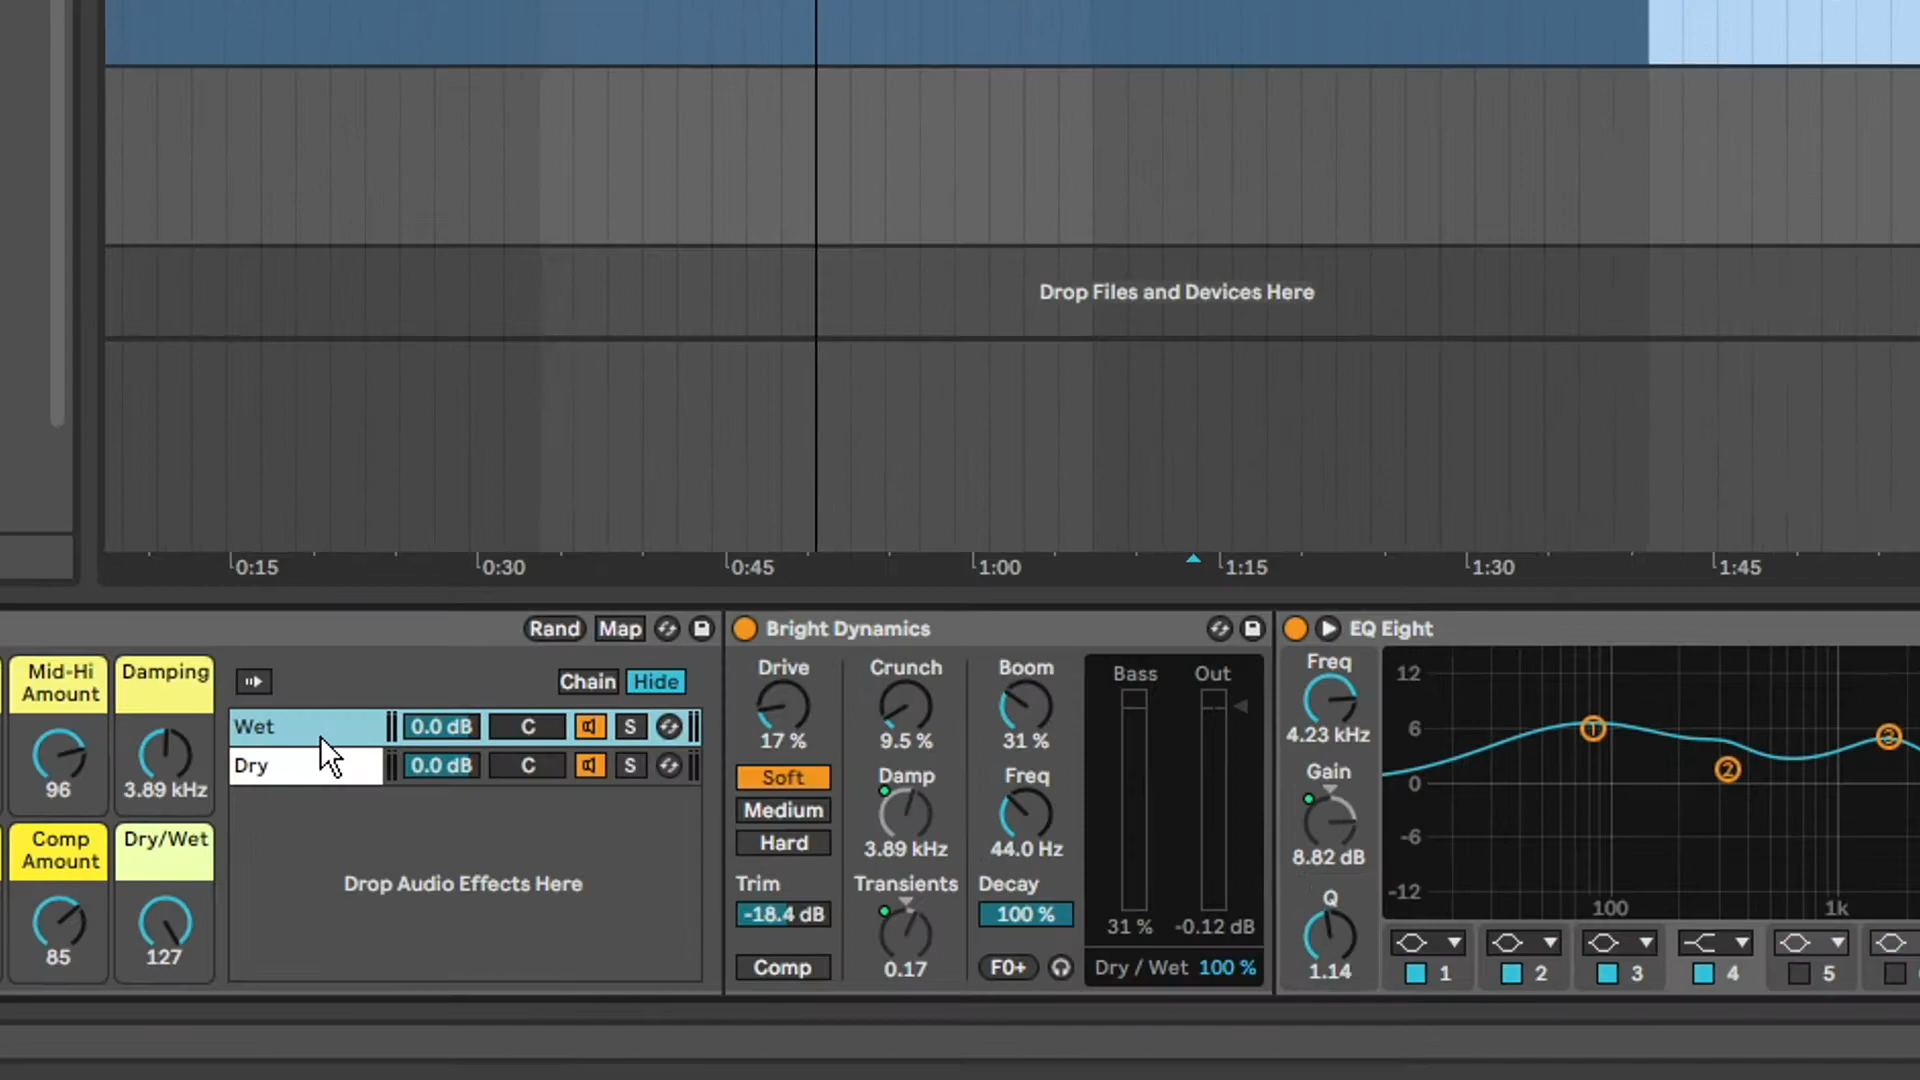 Drop Files and Devices Here
0:15
0:30
0:45
1:00
1:15
1:30
1:45
Rand
Map
Bright Dynamics
EQ Eight
Mid-Hi
Amount
96
Damping
3.89 kHz
Comp
Amount
85
Dry/Wet
127
Chain
Hide
Wet
0.0 dB
C
S
Dry
0.0 dB
C
S
Drop Audio Effects Here
Drive
17 %
Soft
Medium
Hard
Trim
-18.4 dB
Comp
Crunch
9.5 %
Damp
3.89 kHz
Transients
0.17
Boom
31 %
Freq
44.0 Hz
Decay
100 %
F0+
Bass
Out
31 %
-0.12 dB
Dry / Wet 100 %
Freq
4.23 kHz
Gain
8.82 dB
Q
1.14
12
6
0
-6
-12
100
1k
1
2
3
1
2
3
4
5